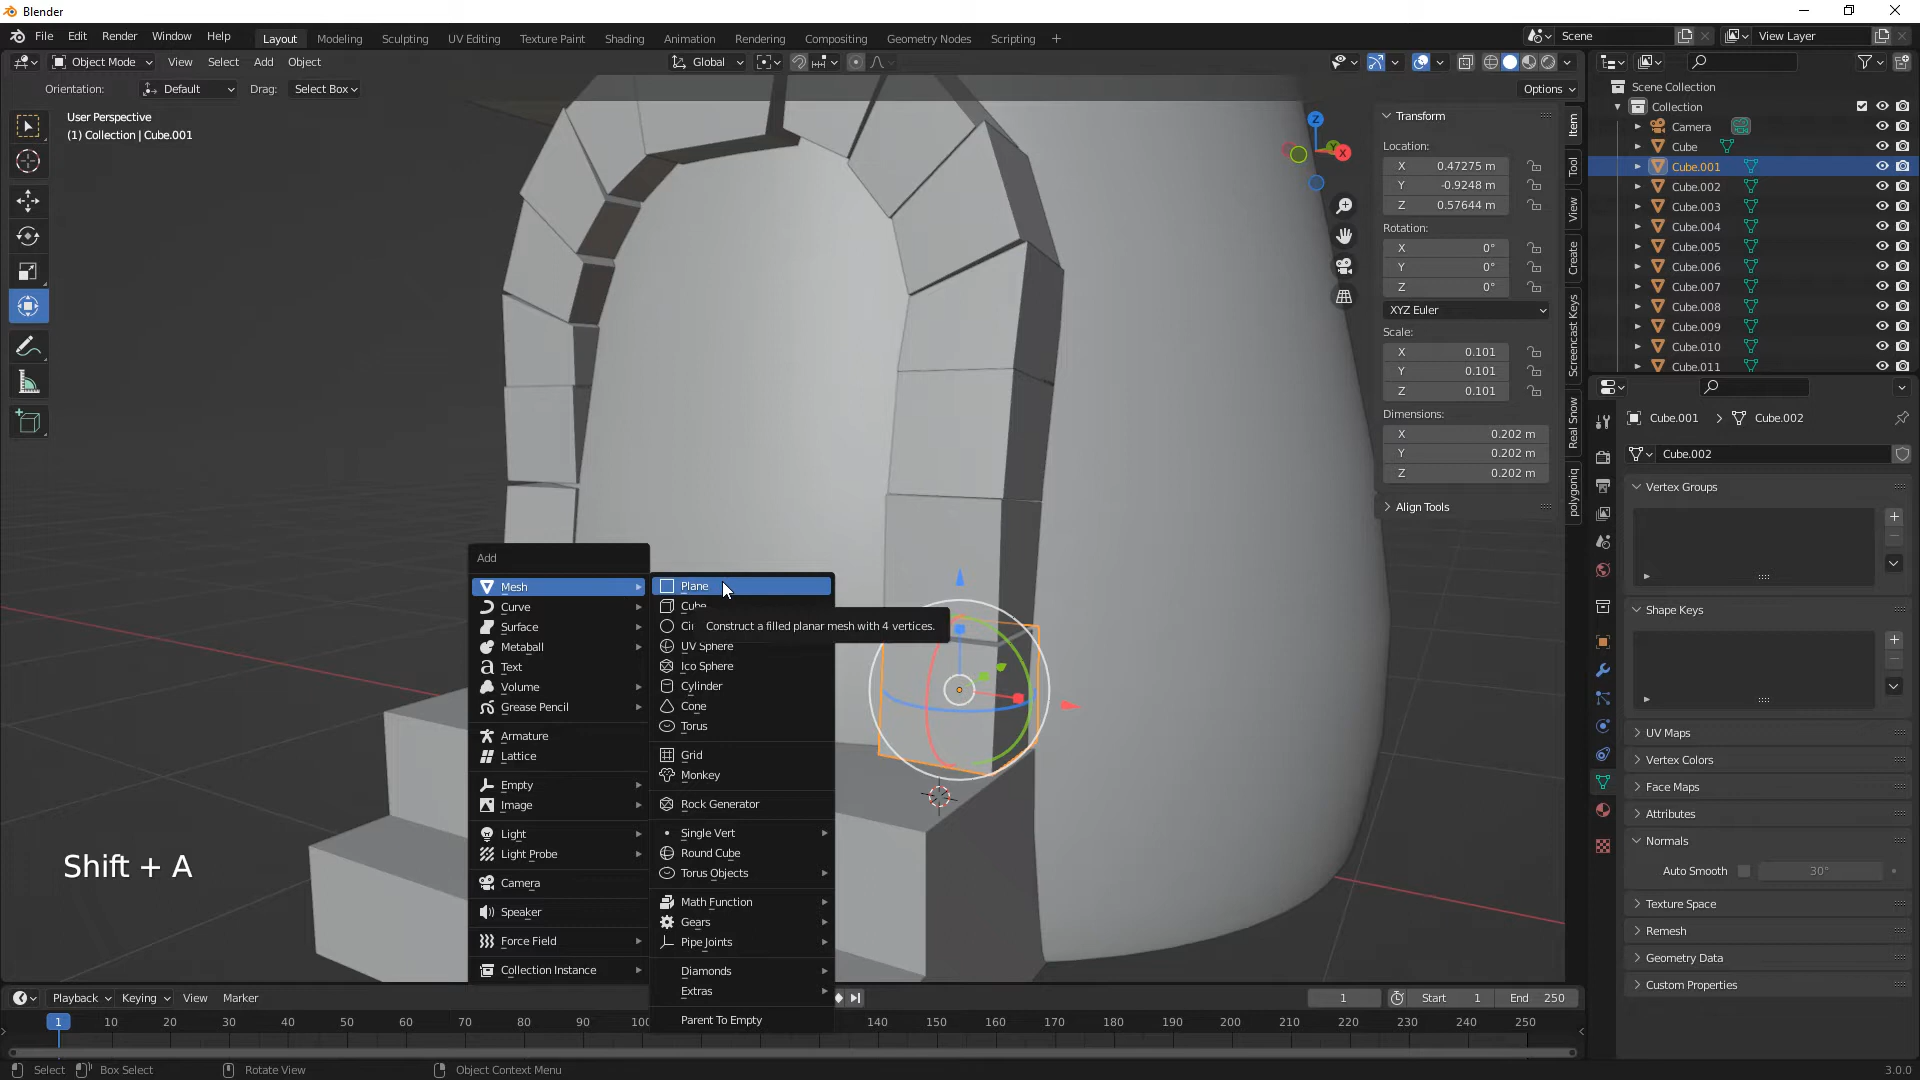 Blender
File Edit Render Window Help
Layout Modeling Sculpting UV Editing Texture Paint Shading Animation Rendering Compositing Geometry Nodes Scripting +
Scene
View Layer
Object Mode View Select Add Object
Global
Orientation: Default Drag: Select Box
Options
User Perspective
(1) Collection | Cube.001
Z
Y
X
Transform
Location:
X 0.47275 m
Y -0.9248 m
Z 0.57644 m
Rotation:
X 0°
Y 0°
Z 0°
XYZ Euler
Scale:
X 0.101
Y 0.101
Z 0.101
Dimensions:
X 0.202 m
Y 0.202 m
Z 0.202 m
Align Tools
Item
Tool
View
Create
Screencast Keys
Real Snow
polygoniq
Scene Collection
Collection
Camera
Cube
Cube.001
Cube.002
Cube.003
Cube.004
Cube.005
Cube.006
Cube.007
Cube.008
Cube.009
Cube.010
Cube.011
Cube.001 > Cube.002
Cube.002
Vertex Groups
Shape Keys
UV Maps
Vertex Colors
Face Maps
Attributes
Normals
Auto Smooth 30°
Texture Space
Remesh
Geometry Data
Custom Properties
Add
Mesh
Curve
Surface
Metaball
Text
Volume
Grease Pencil
Armature
Lattice
Empty
Image
Light
Light Probe
Camera
Speaker
Force Field
Collection Instance
Plane
Cube
Ci
Construct a filled planar mesh with 4 vertices.
UV Sphere
Ico Sphere
Cylinder
Cone
Torus
Grid
Monkey
Rock Generator
Single Vert
Round Cube
Torus Objects
Math Function
Gears
Pipe Joints
Diamonds
Extras
Parent To Empty
Shift + A
Playback Keying View Marker
1 Start 1 End 250
1 10 20 30 40 50 60 70 80 90 140 150 160 170 180 190 200 210 220 230 240 250
Select Box Select Rotate View Object Context Menu
3.0.0